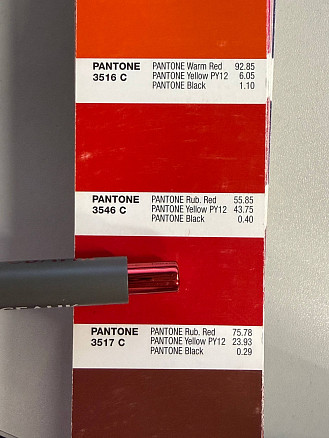 PANTONE
3516 C
PANTONE Warm Red 92.85
PANTONE Yellow PY12 6.05
PANTONE Black 1.10
PANTONE
3546 C
PANTONE Rub. Red 55.85
PANTONE Yellow PY12 43.75
PANTONE Black 0.40
PANTONE
3517 C
PANTONE Rub. Red 75.78
PANTONE Yellow PY12 23.93
PANTONE Black 0.29